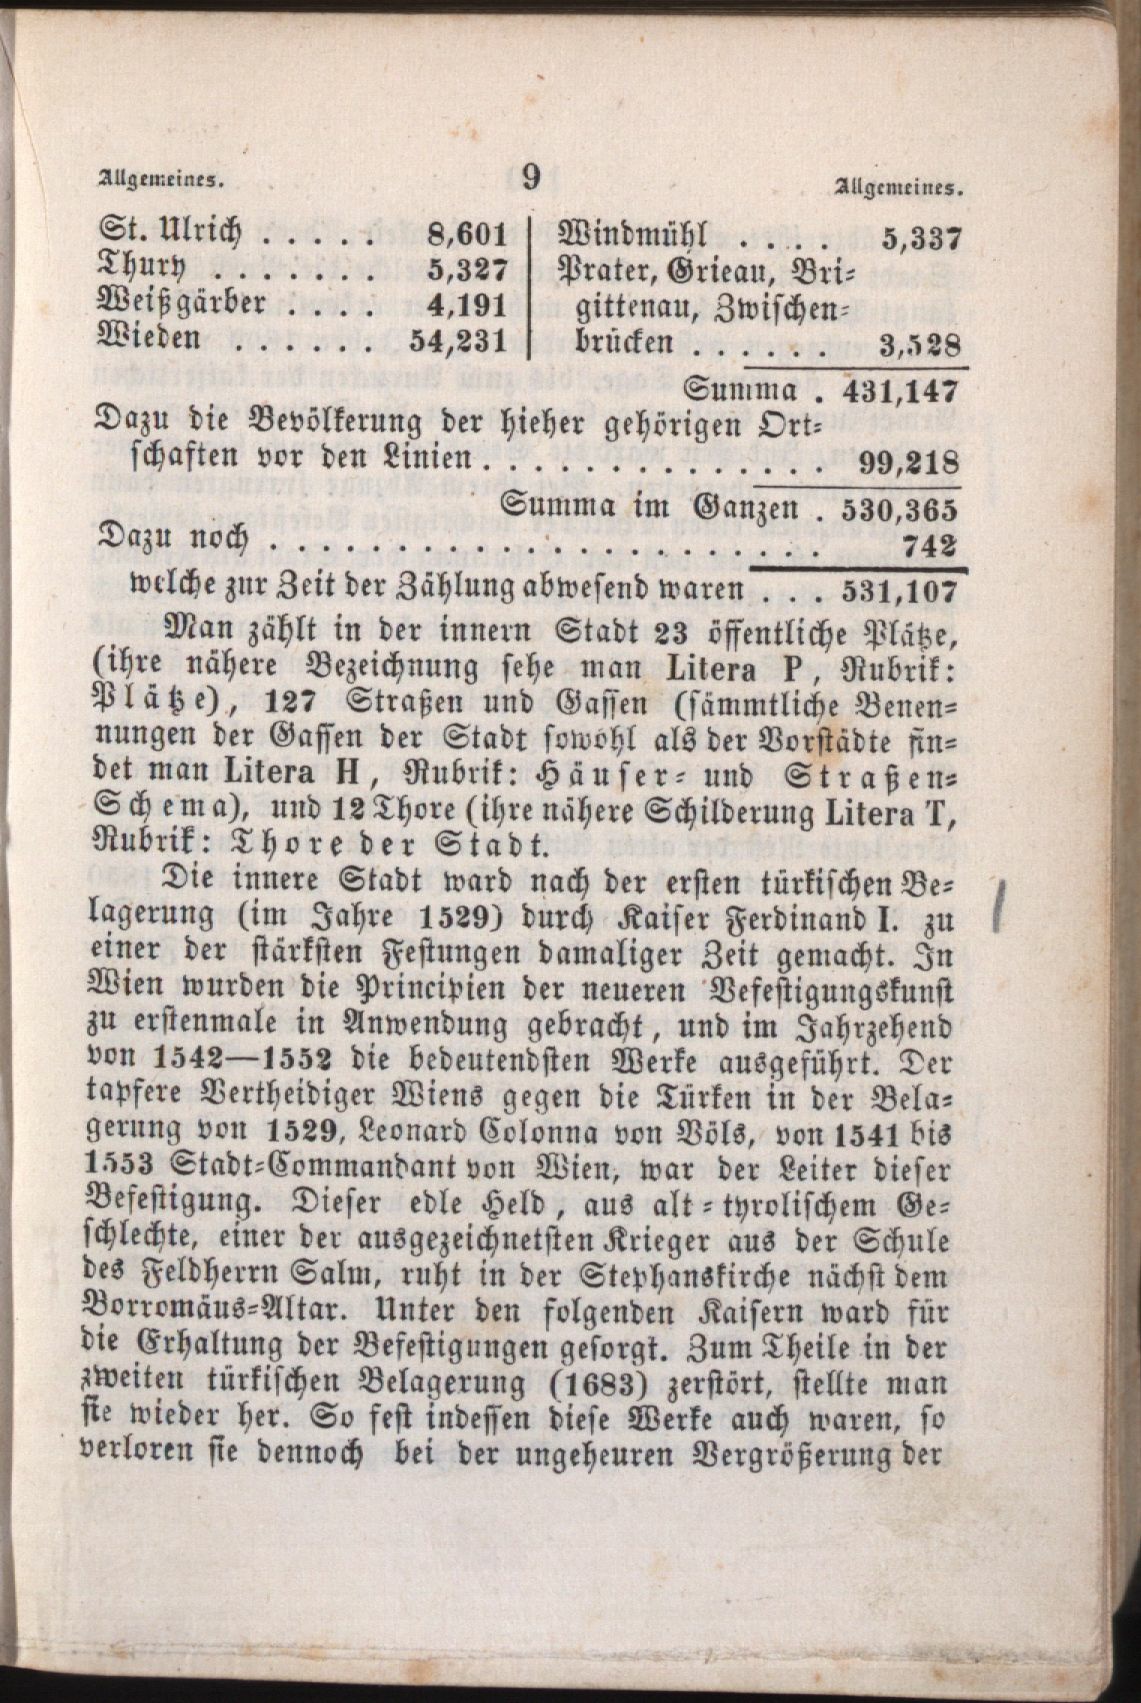 Allgemeines. 9 Allgemeines.
St. Ulrich . . . . . 8,601
Thury . . . . . . . 5,327
Weißgärber . . . . 4,191
Wieden . . . . . . 54,231
Windmühl . . . . 5,337
Prater, Grieau, Bri-
gittenau, Zwischen-
brücken . . . . . . 3,528
Summa . 431,147
Dazu die Bevölkerung der hieher gehörigen Ort-
schaften vor den Linien . . . . . . . . . . . . . . 99,218
Summa im Ganzen . 530,365
Dazu noch . . . . . . . . . . . . . . . . . . . . . . 742
welche zur Zeit der Zählung abwesend waren . . . 531,107
Man zählt in der innern Stadt 23 öffentliche Plätze,
(ihre nähere Bezeichnung sehe man Litera P, Rubrik:
Plätze), 127 Straßen und Gassen (sämmtliche Benen-
nungen der Gassen der Stadt sowohl als der Vorstädte fin-
det man Litera H, Rubrik: Häuser- und Straßen-
Schema), und 12 Thore (ihre nähere Schilderung Litera T,
Rubrik: Thore der Stadt.
Die innere Stadt ward nach der ersten türkischen Be-
lagerung (im Jahre 1529) durch Kaiser Ferdinand I. zu
einer der stärksten Festungen damaliger Zeit gemacht. In
Wien wurden die Principien der neueren Befestigungskunst
zu erstenmale in Anwendung gebracht, und im Jahrzehend
von 1542—1552 die bedeutendsten Werke ausgeführt. Der
tapfere Vertheidiger Wiens gegen die Türken in der Bela-
gerung von 1529, Leonard Colonna von Völs, von 1541 bis
1553 Stadt-Commandant von Wien, war der Leiter dieser
Befestigung. Dieser edle Held, aus alt-tyrolischem Ge-
schlechte, einer der ausgezeichnetsten Krieger aus der Schule
des Feldherrn Salm, ruht in der Stephanskirche nächst dem
Borromäus-Altar. Unter den folgenden Kaisern ward für
die Erhaltung der Befestigungen gesorgt. Zum Theile in der
zweiten türkischen Belagerung (1683) zerstört, stellte man
sie wieder her. So fest indessen diese Werke auch waren, so
verloren sie dennoch bei der ungeheuren Vergrößerung der